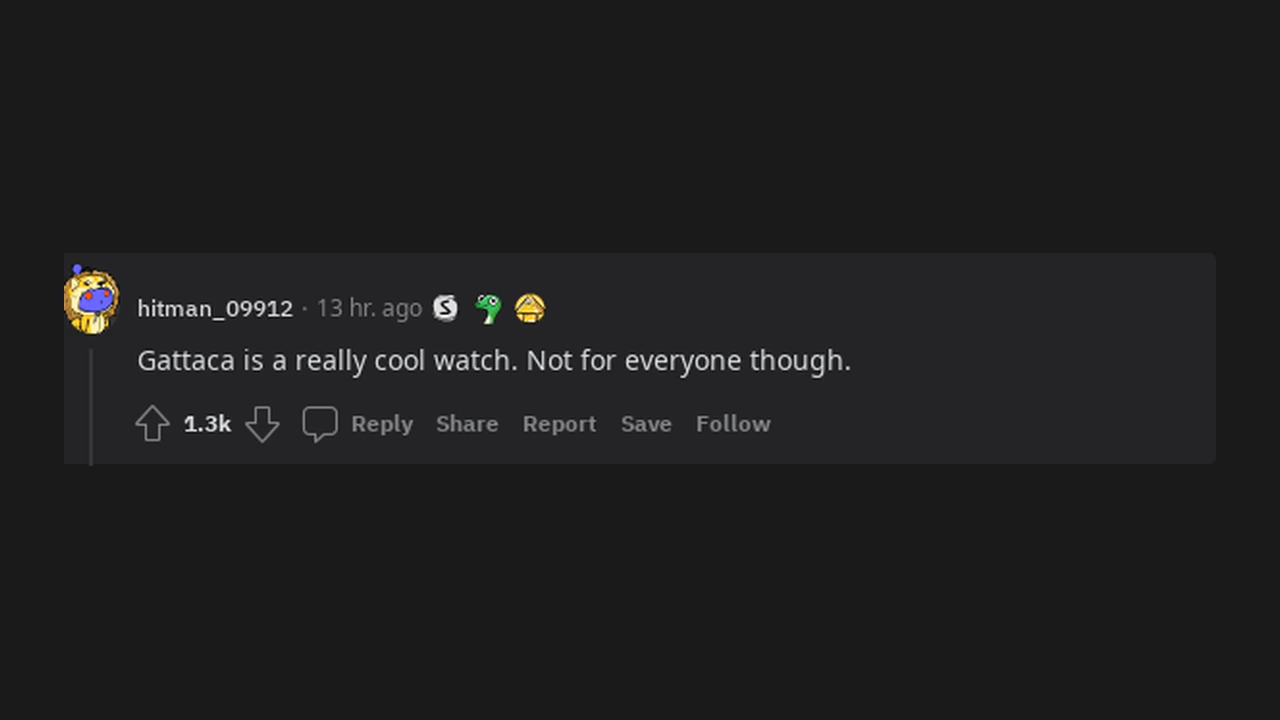 hitman_09912 · 13 hr. ago S
Gattaca is a really cool watch. Not for everyone though.
1.3k Reply Share Report Save Follow